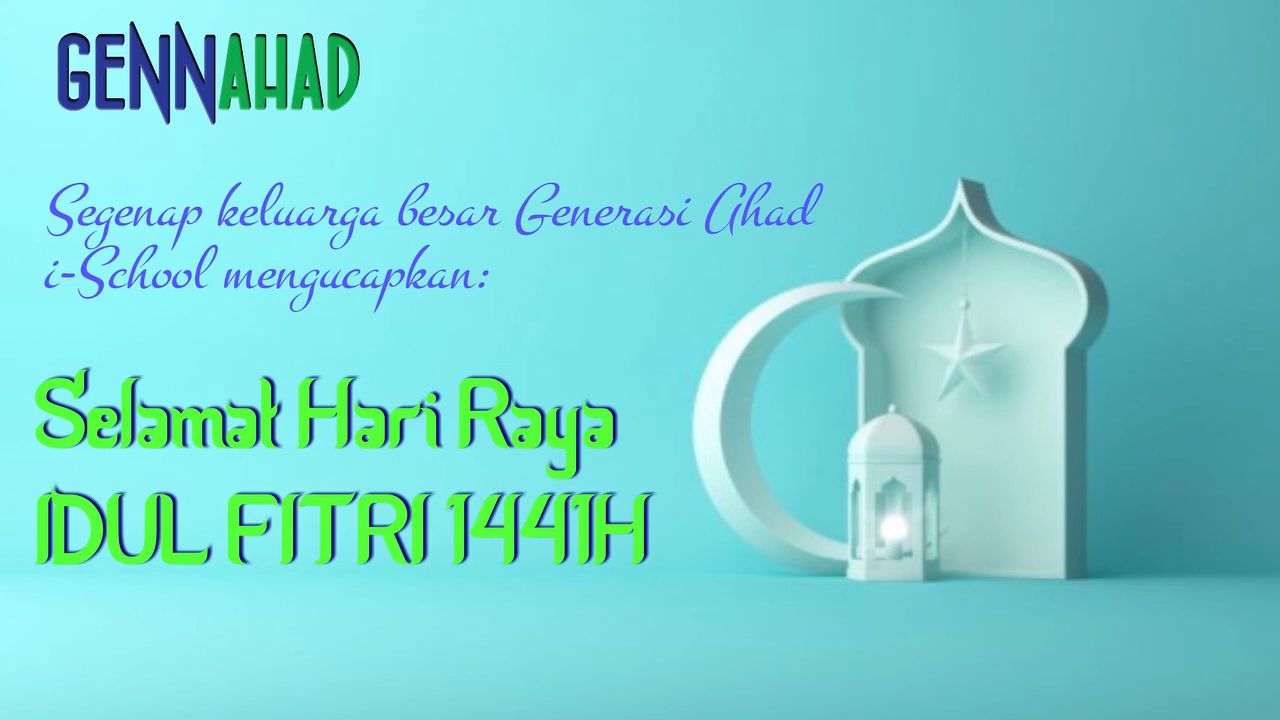 GENNAHAD
Segenap keluarga besar Generasi Ahad
i-School mengucapkan:
Selamat Hari Raya
IDUL FITRI 1441H